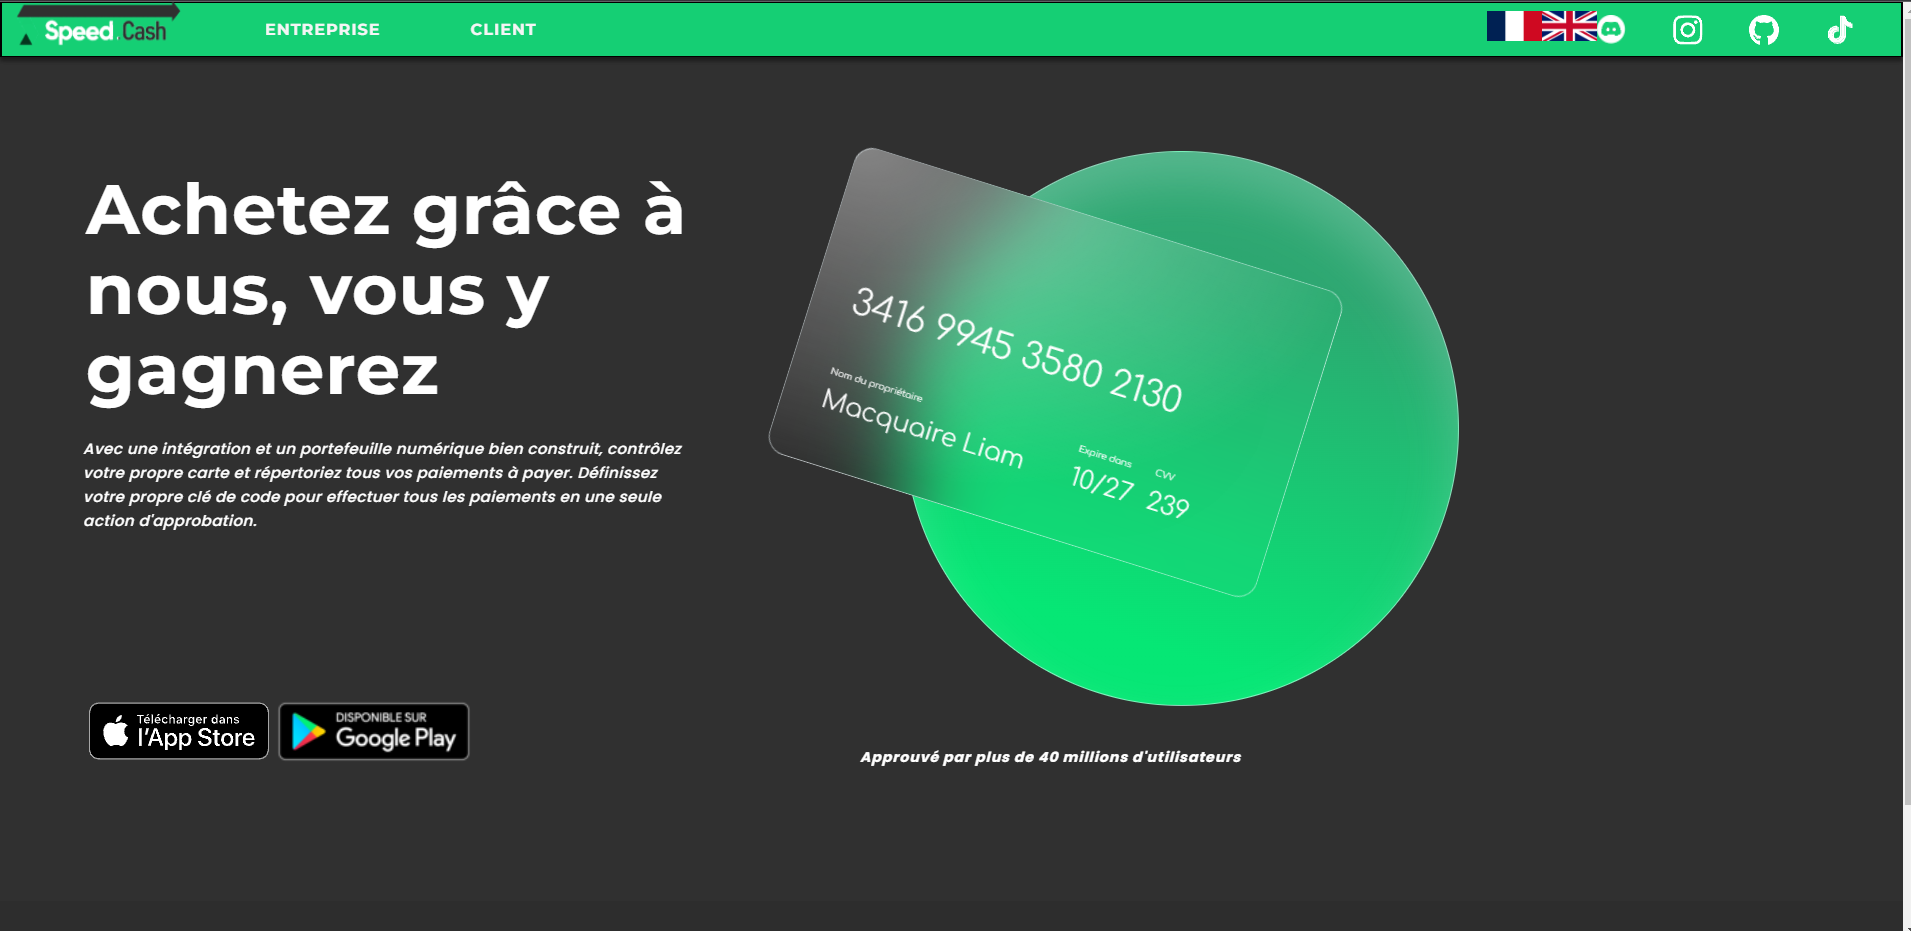 Speed.Cash
ENTREPRISE
CLIENT
Achetez grâce à
nous, vous y
gagnerez
Avec une intégration et un portefeuille numérique bien construit, contrôlez
votre propre carte et répertoriez tous vos paiements à payer. Définissez
votre propre clé de code pour effectuer tous les paiements en une seule
action d'approbation.
3416 9945 3580 2130
Nom du propriétaire
Macquaire Liam
Expire dans
10/27
CVV
239
Télécharger dans
l'App Store
DISPONIBLE SUR
Google Play
Approuvé par plus de 40 millions d'utilisateurs